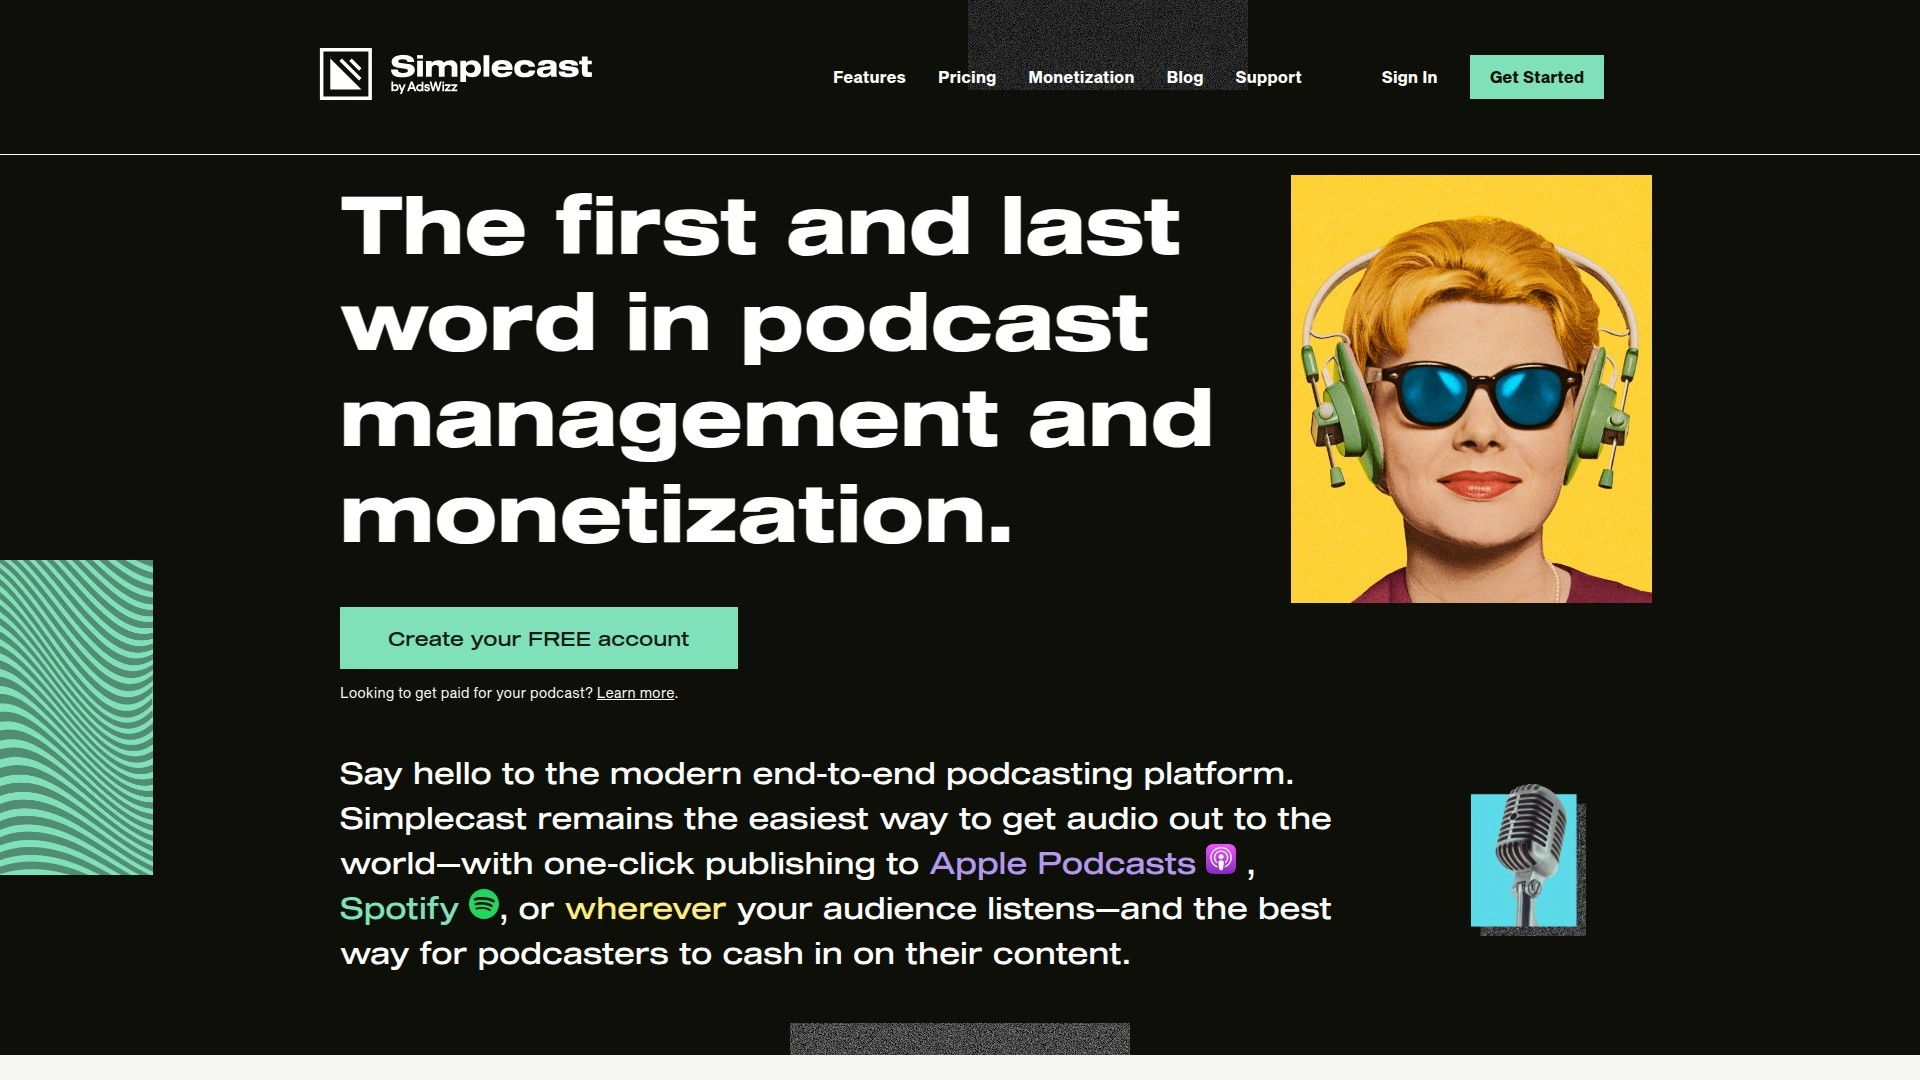 Simplecast
by AdsWizz
Features
Pricing
Monetization
Blog
Support
Sign In
Get Started
The first and last
word in podcast
management and
monetization.
Create your FREE account
Looking to get paid for your podcast? Learn more.
Say hello to the modern end-to-end podcasting platform.
Simplecast remains the easiest way to get audio out to the
world—with one-click publishing to Apple Podcasts ,
Spotify , or wherever your audience listens—and the best
way for podcasters to cash in on their content.